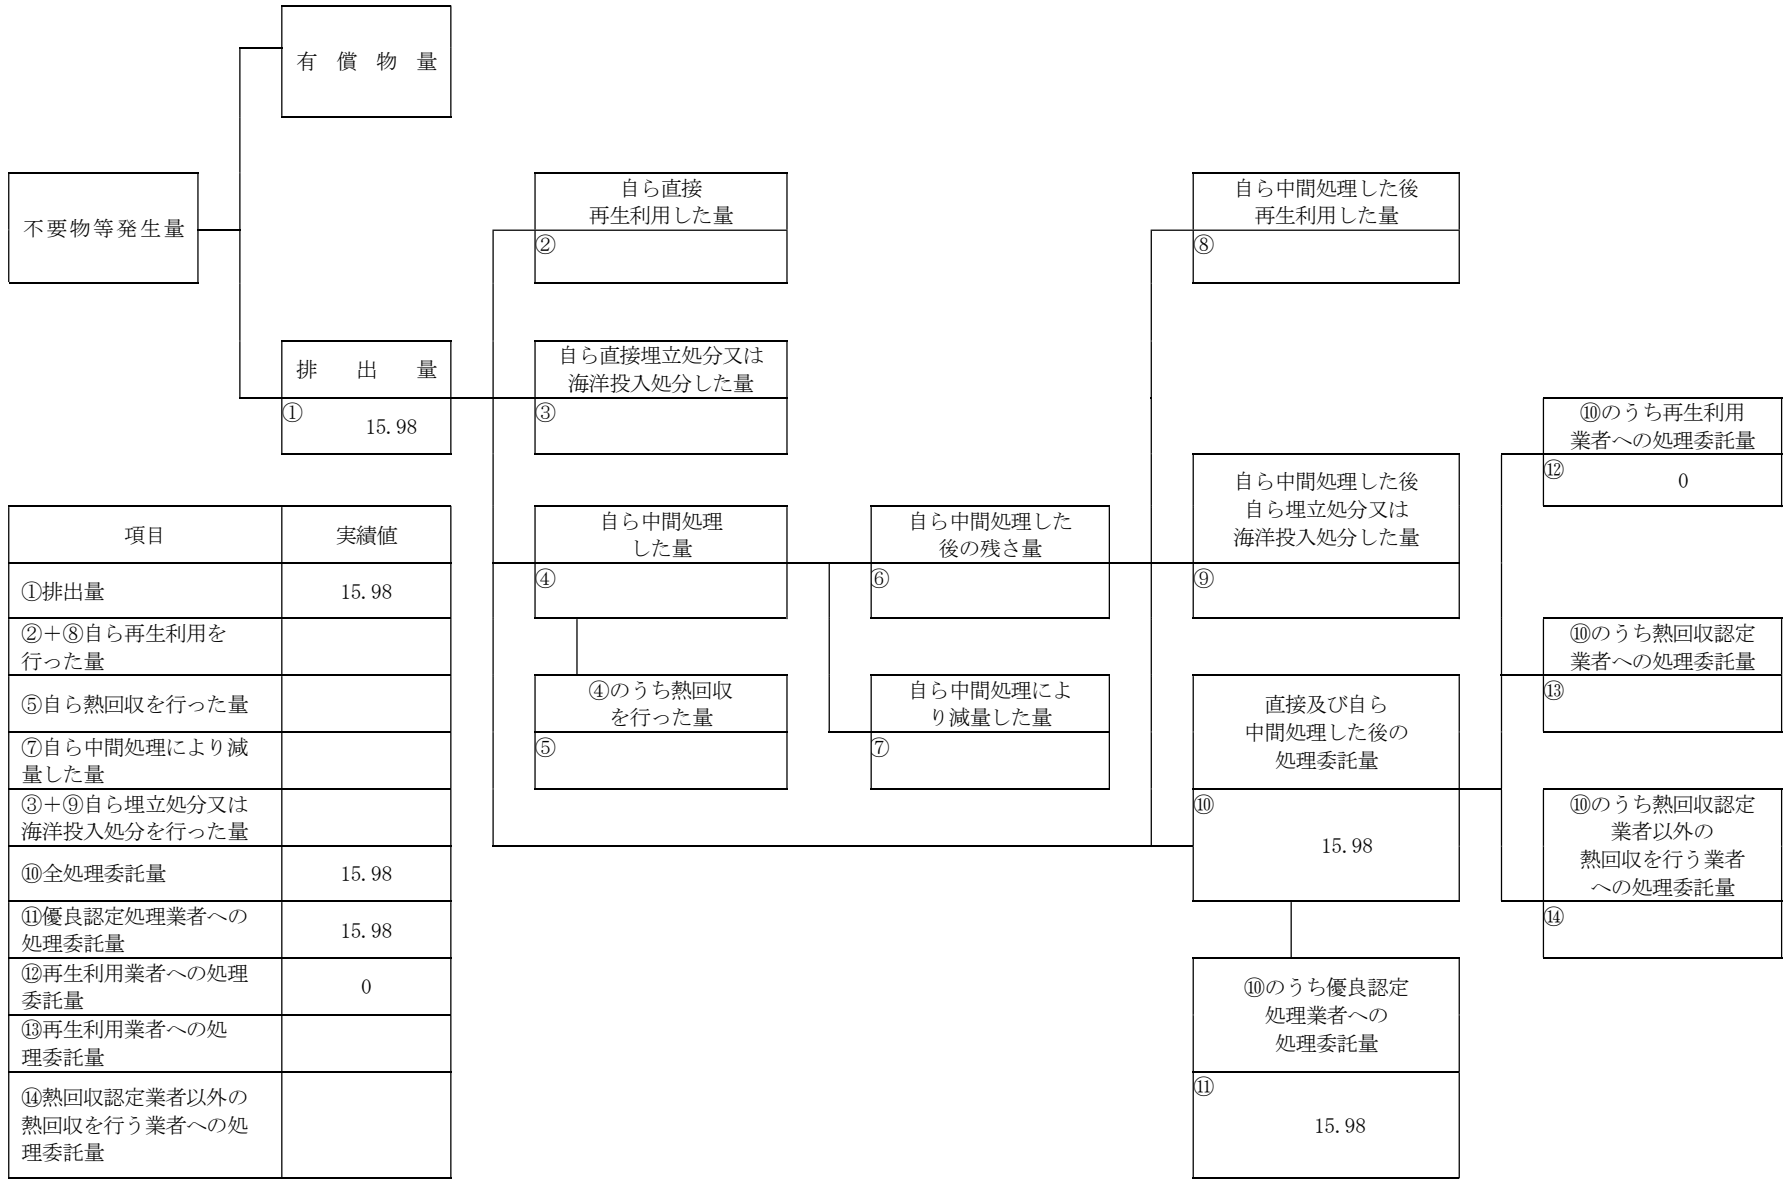 有　償　物　量
不要物等発生量
自ら直接
再生利用した量
②
自ら中間処理した後
再生利用した量
⑧
排　出　量
①
15.98
自ら直接埋立処分又は
海洋投入処分した量
③
⑩のうち再生利用
業者への処理委託量
⑫
0
自ら中間処理
した量
④
自ら中間処理した
後の残さ量
⑥
自ら中間処理した後
自ら埋立処分又は
海洋投入処分した量
⑨
⑩のうち熱回収認定
業者への処理委託量
⑬
④のうち熱回収
を行った量
⑤
自ら中間処理によ
り減量した量
⑦
直接及び自ら
中間処理した後の
処理委託量
⑩
15.98
⑩のうち熱回収認定
業者以外の
熱回収を行う業者
への処理委託量
⑭
⑩のうち優良認定
処理業者への
処理委託量
⑪
15.98
項目　実績値
①排出量　15.98
②＋⑧自ら再生利用を
行った量
⑤自ら熱回収を行った量
⑦自ら中間処理により減
量した量
③＋⑨自ら埋立処分又は
海洋投入処分を行った量
⑩全処理委託量　15.98
⑪優良認定処理業者への
処理委託量　15.98
⑫再生利用業者への処理
委託量　0
⑬再生利用業者への処
理委託量
⑭熱回収認定業者以外の
熱回収を行う業者への処
理委託量